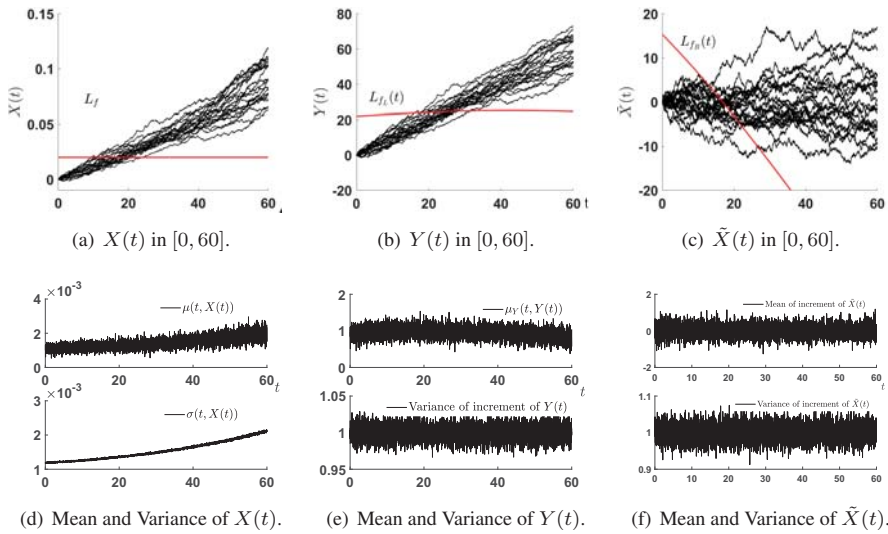 0.15
0.1
0.05
0
X(t)
L_f
0 20 40 60
(a) X(t) in [0, 60].
80
60
40
20
0
-20
Y(t)
L_{f_L}(t)
0 20 40 60 t
(b) Y(t) in [0, 60].
20
10
0
-10
-20
X̃(t)
L_{f_B}(t)
0 20 40 60
(c) X̃(t) in [0, 60].
4 ×10^{-3}
2
0
μ(t, X(t))
0 20 40 60
t
3 ×10^{-3}
2
1
σ(t, X(t))
0 20 40 60
(d) Mean and Variance of X(t).
2
1
0
μ_Y(t, Y(t))
0 20 40 60
t
1.05
1
0.95
Variance of increment of Y(t)
0 20 40 60
(e) Mean and Variance of Y(t).
2
0
-2
Mean of increment of X̃(t)
0 10 20 30 40 50 60
t
1.1
1
0.9
Variance of increment of X̃(t)
0 10 20 30 40 50 60
(f) Mean and Variance of X̃(t).